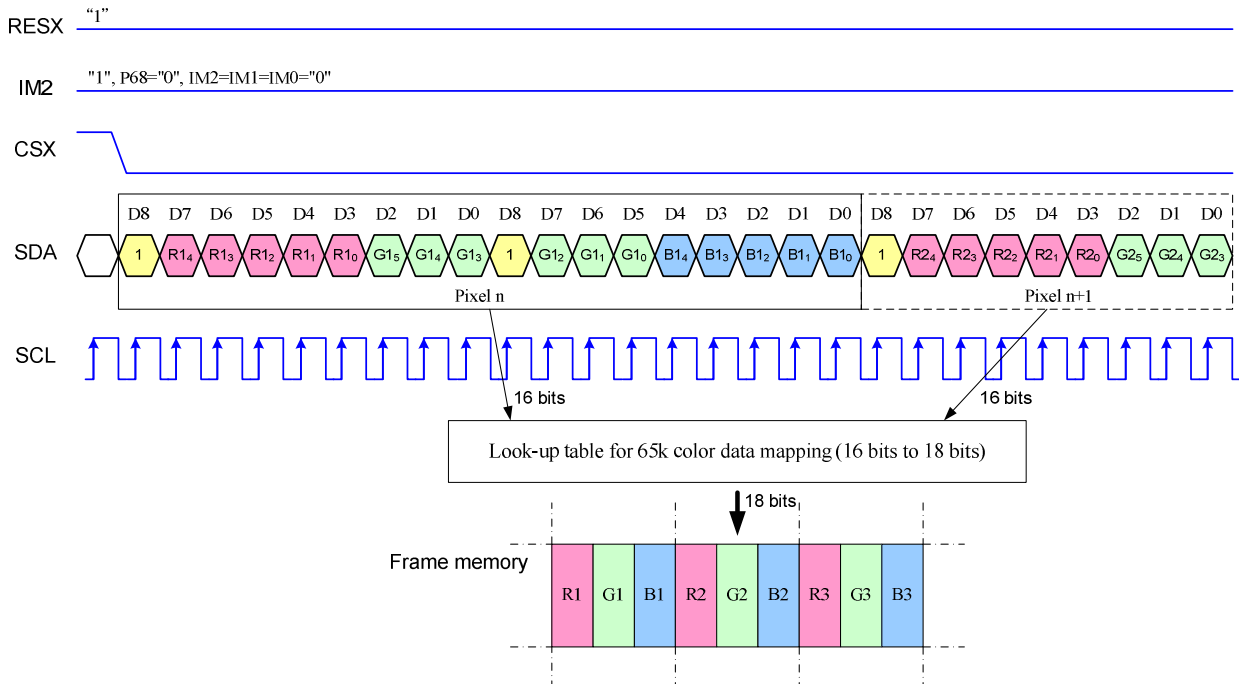 RESX “1”
IM2 "1", P68="0", IM2=IM1=IM0="0"
CSX
D8 D7 D6 D5 D4 D3 D2 D1 D0 D8 D7 D6 D5 D4 D3 D2 D1 D0 D8 D7 D6 D5 D4 D3 D2 D1 D0
SDA 1 R1₄ R1₃ R1₂ R1₁ R1₀ G1₅ G1₄ G1₃ 1 G1₂ G1₁ G1₀ B1₄ B1₃ B1₂ B1₁ B1₀ 1 R2₄ R2₃ R2₂ R2₁ R2₀ G2₅ G2₄ G2₃
Pixel n Pixel n+1
SCL
16 bits 16 bits
Look-up table for 65k color data mapping (16 bits to 18 bits)
18 bits
Frame memory
R1 G1 B1 R2 G2 B2 R3 G3 B3